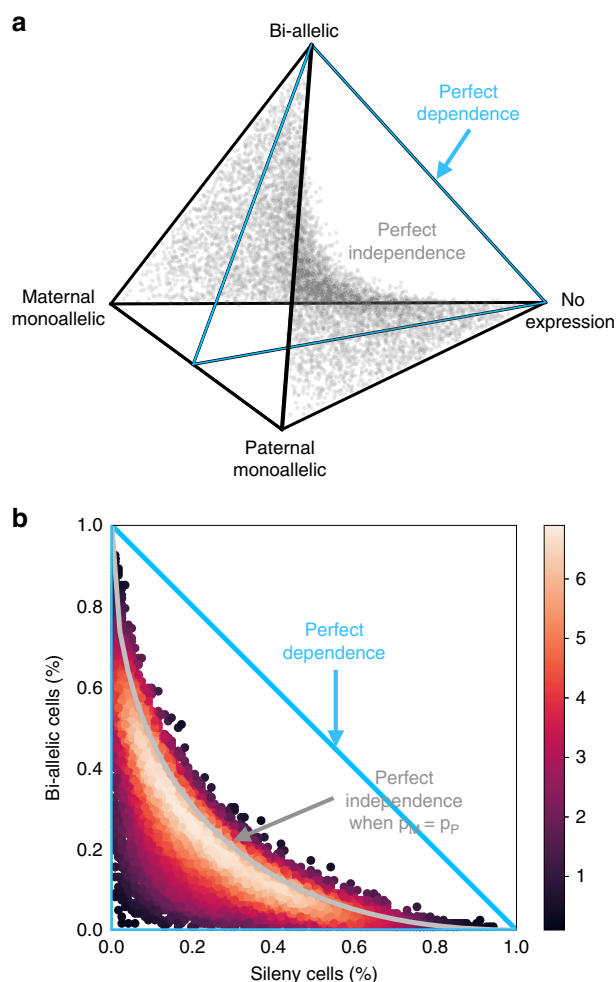 a
Bi-allelic
Perfect
dependence
Perfect
independence
Maternal
monoallelic
No
expression
Paternal
monoallelic
b
1.0
0.8
0.6
0.4
0.2
0.0
Bi-allelic cells (%)
Perfect
dependence
Perfect
independence
when pM = pP
0.0 0.2 0.4 0.6 0.8 1.0
Sileny cells (%)
6
5
4
3
2
1